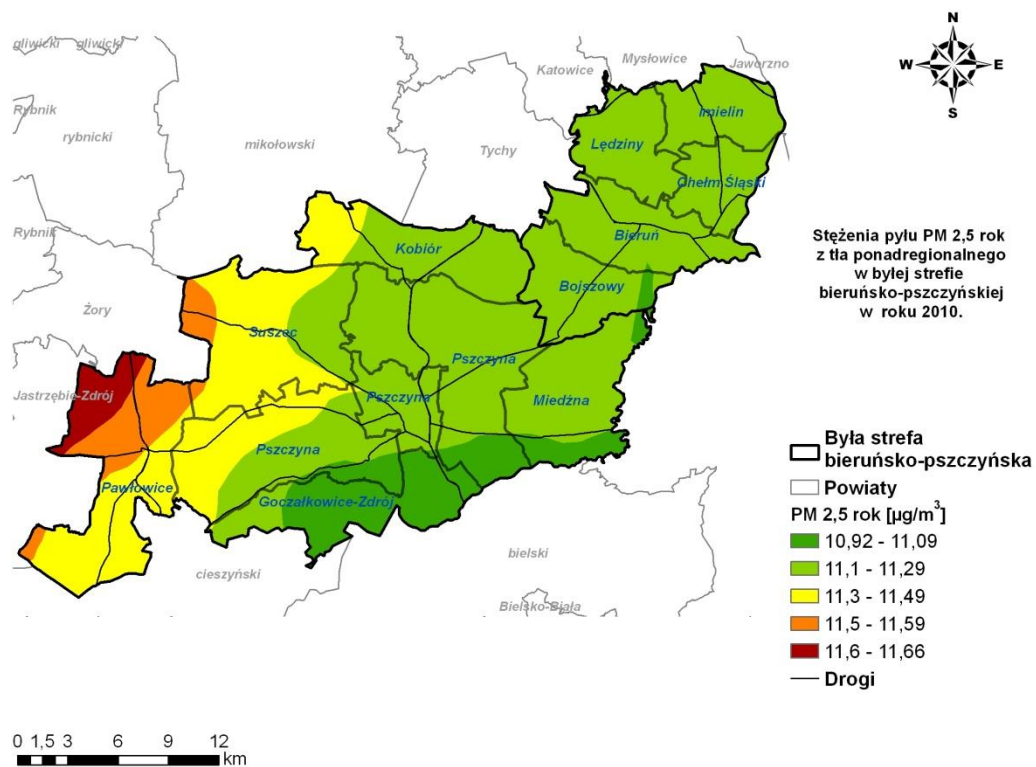 N
W E
S
gliwicki gliwicki
Mysłowice
Jaworzno
Katowice
Rybnik
rybnicki
mikołowski
Tychy
Imielin
Lędziny
Chełm Śląski
Rybnik
Kobiór
Bieruń
Bojszowy
Żory
Suszec
Pszczyna
Jastrzębie-Zdrój
Pszczyna
Miedźna
Pszczyna
Pawłowice
Goczałkowice-Zdrój
cieszyński
bielski
Bielsko-Biała
Stężenia pyłu PM 2,5 rok
z tła ponadregionalnego
w byłej strefie
bieruńsko-pszczyńskiej
w roku 2010.
Była strefa
bieruńsko-pszczyńska
Powiaty
PM 2,5 rok [µg/m³]
10,92 - 11,09
11,1 - 11,29
11,3 - 11,49
11,5 - 11,59
11,6 - 11,66
Drogi
0 1,5 3 6 9 12
km